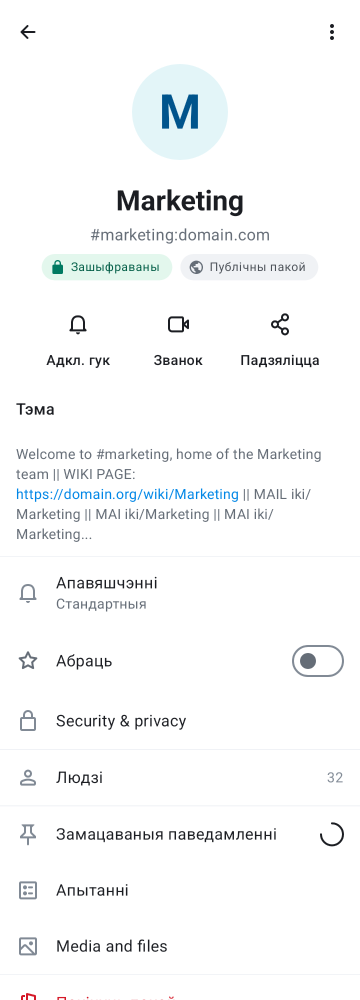 M
Marketing
#marketing:domain.com
Зашыфраваны
Публічны пакой
Адкл. гук
Званок
Падзяліцца
Тэма
Welcome to #marketing, home of the Marketing
team || WIKI PAGE:
https://domain.org/wiki/Marketing || MAIL iki/
Marketing || MAI iki/Marketing || MAI iki/
Marketing...
Апавяшчэнні
Стандартныя
Абраць
Security & privacy
Людзі
32
Замацаваныя паведамленні
Апытанні
Media and files